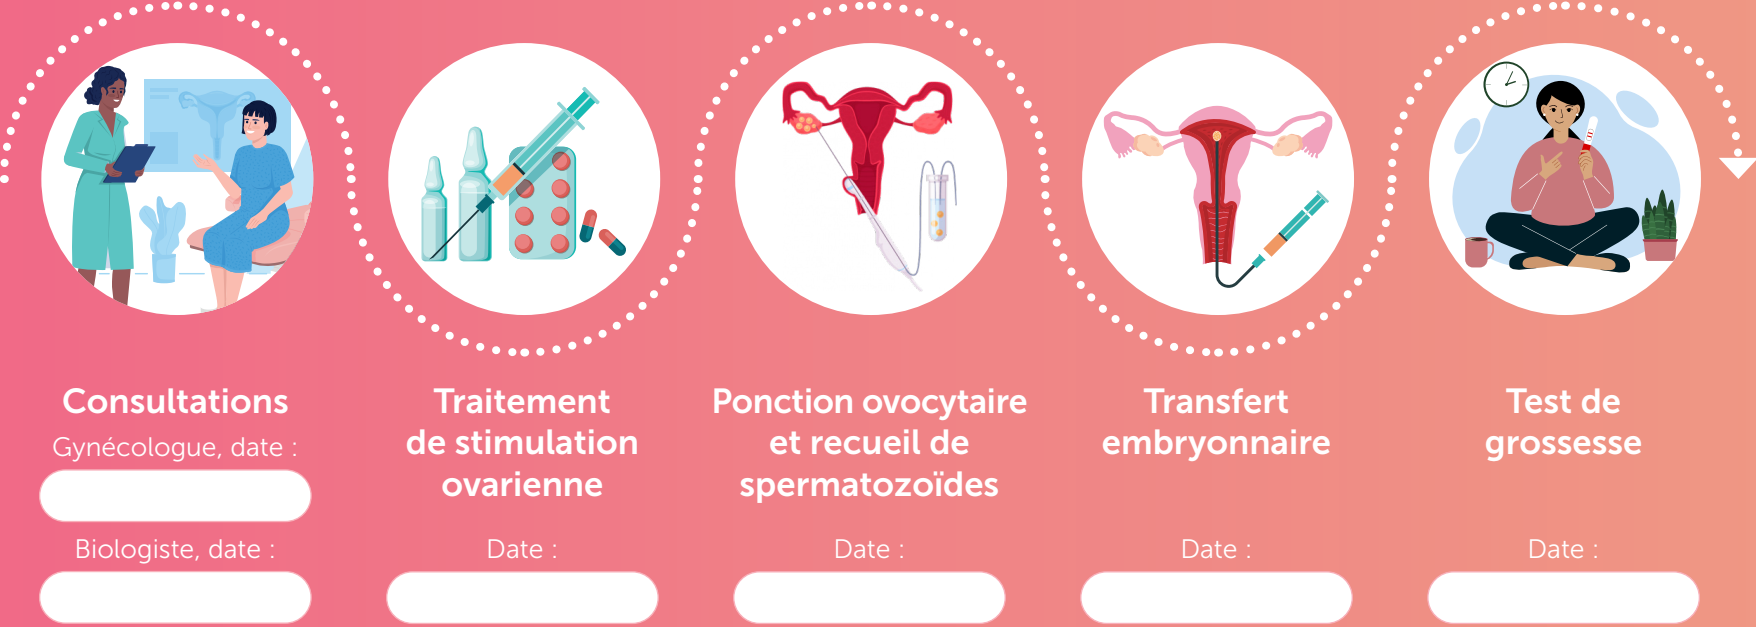 Consultations
Gynécologue, date :
Biologiste, date :
Traitement
de stimulation
ovarienne
Date :
Ponction ovocytaire
et recueil de
spermatozoïdes
Date :
Transfert
embryonnaire
Date :
Test de
grossesse
Date :